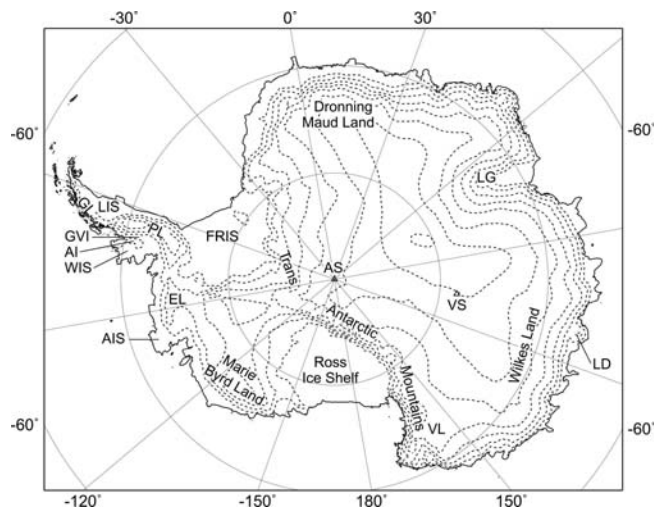 -30° 0° 30°
-60° -60°
Dronning
Maud Land
LG
GL LIS
PL
GVI
AI
WIS
FRIS
Trans
AS
VS
EL
Antarctic
Wilkes Land
AIS
Marie
Byrd Land
Ross
Ice Shelf
Mountains
LD
VL
-60° -60°
-120° -150° 180° 150°